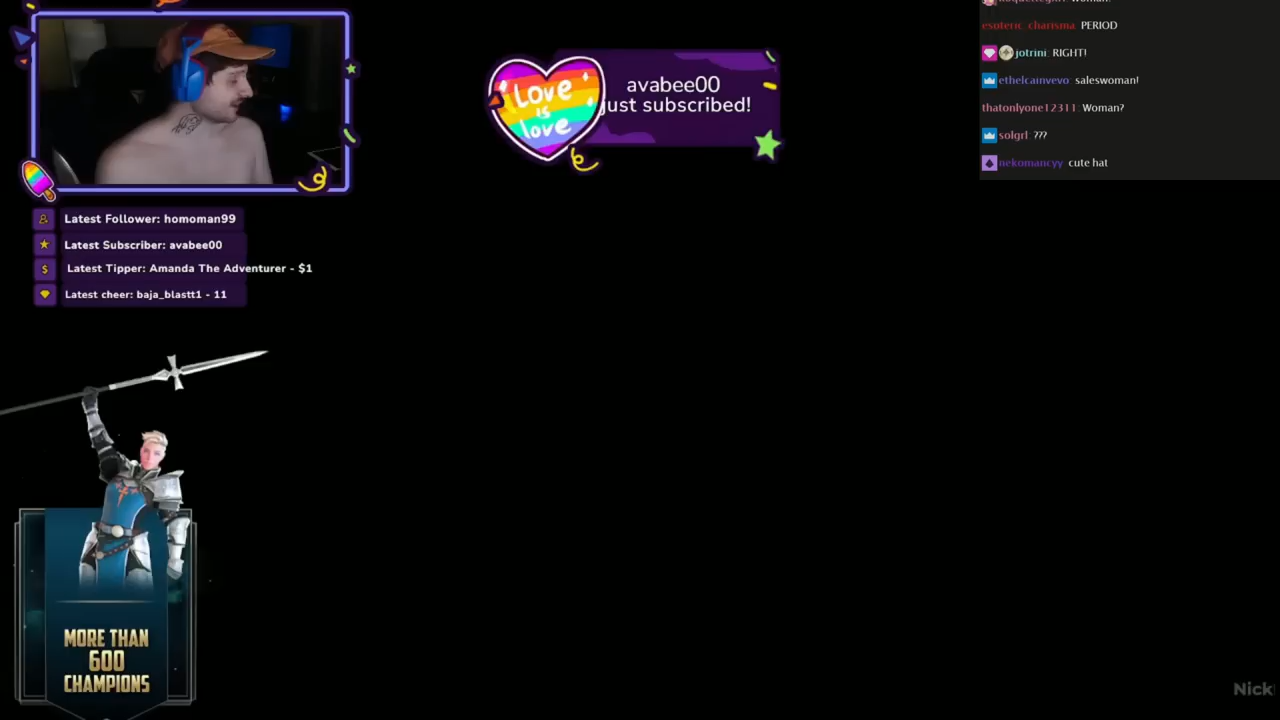 esoteric_charisma: PERIOD
jotrini: RIGHT!
ethelcainvevo: saleswoman!
thatonlyone12311: Woman?
solgrl: ???
nekomancyy: cute hat
Love
is
love
avabee00
just subscribed!
Latest Follower: homoman99
Latest Subscriber: avabee00
Latest Tipper: Amanda The Adventurer - $1
Latest cheer: baja_blastt1 - 11
MORE THAN
600
CHAMPIONS
Nick